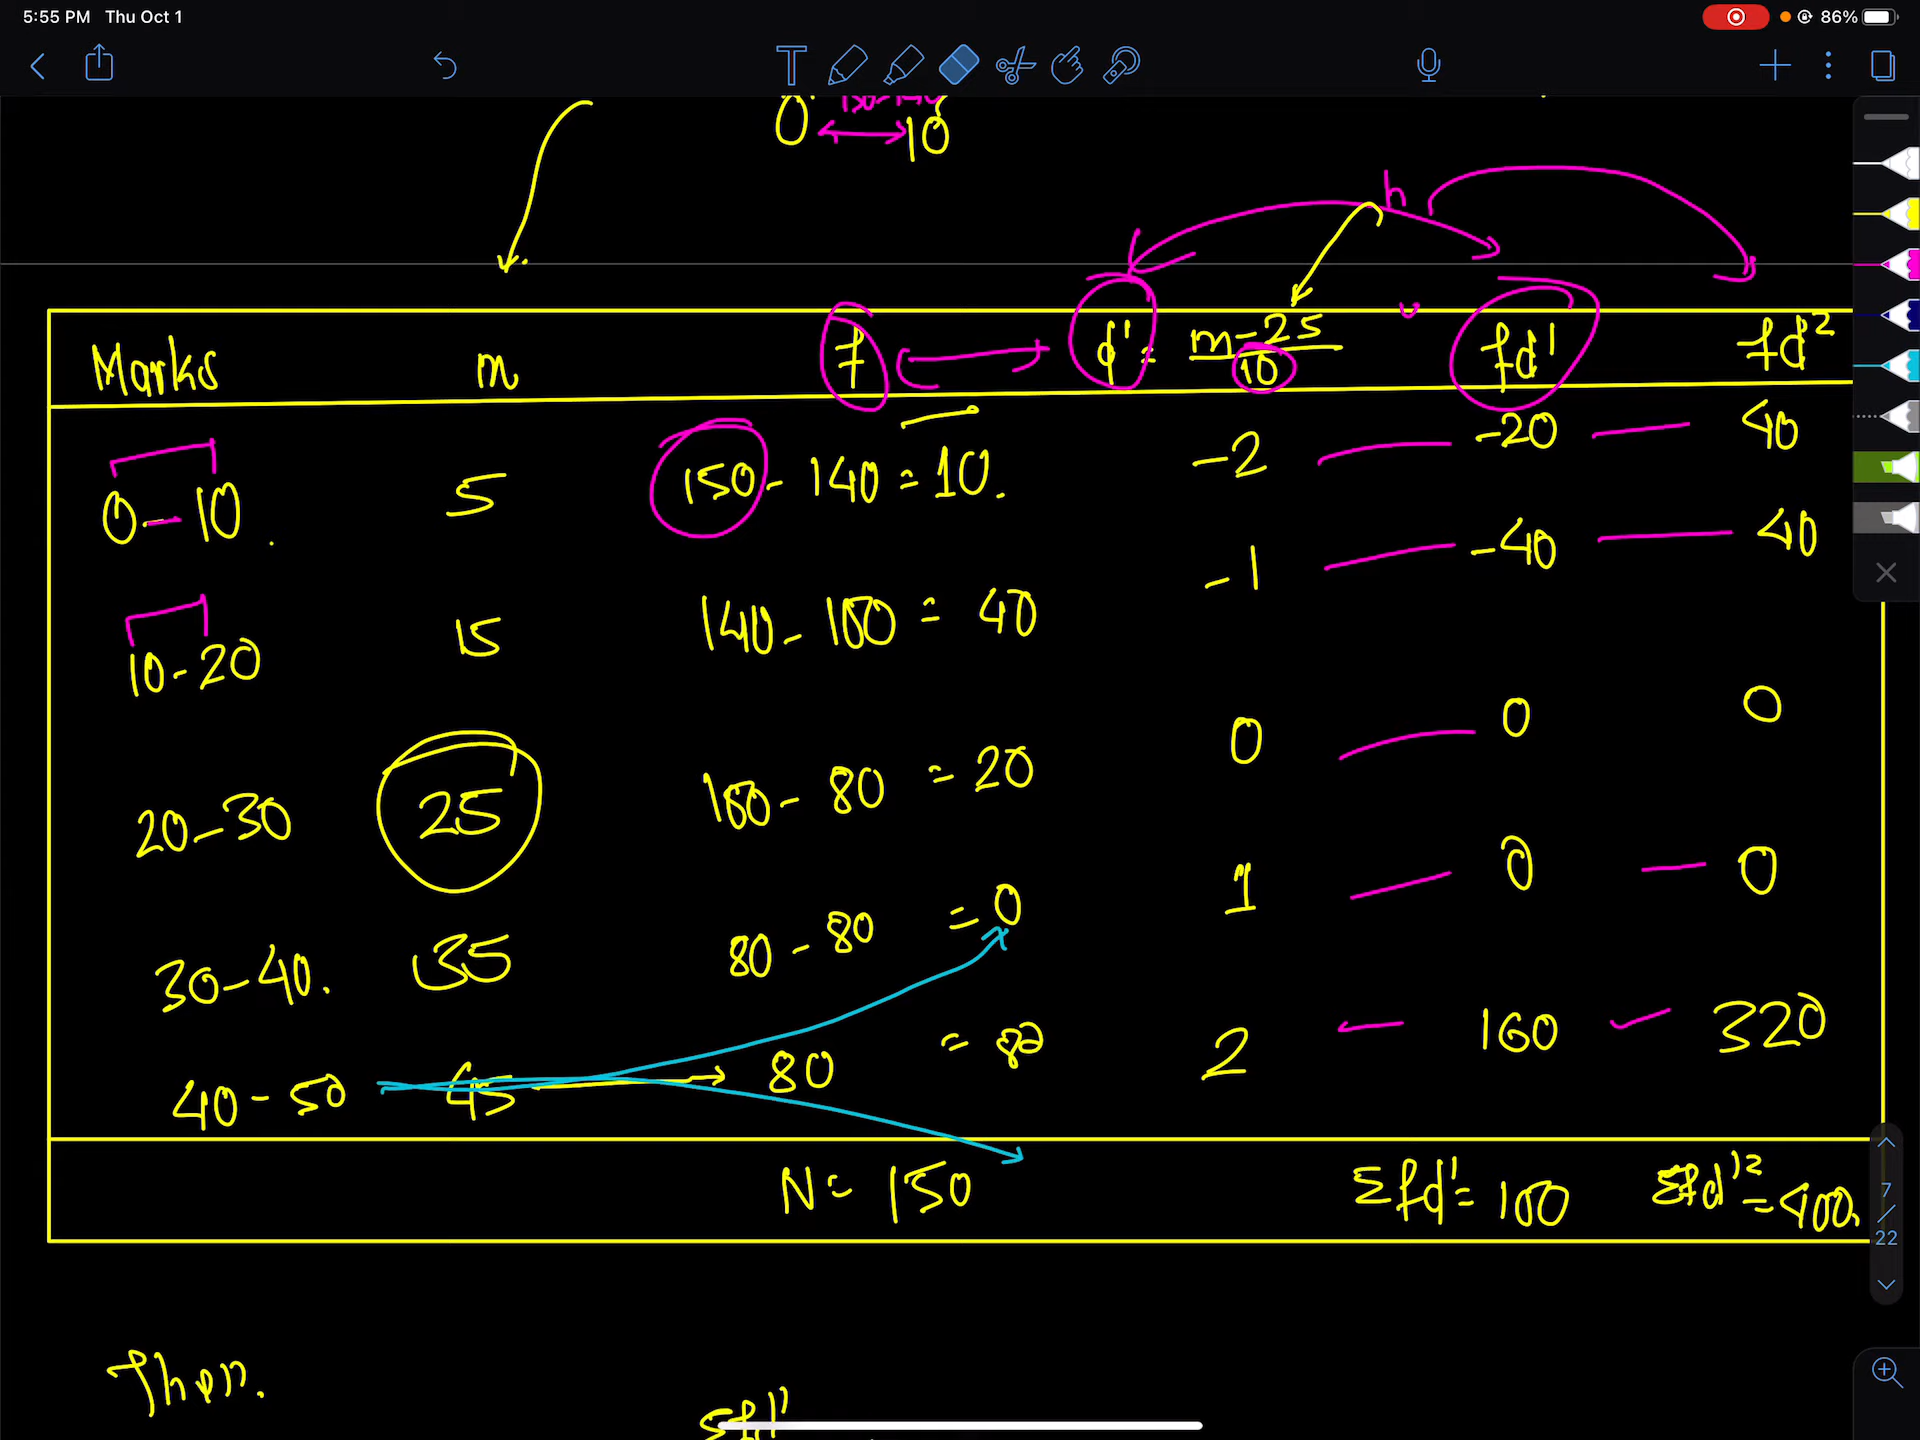 5:55 PM Thu Oct 1 86%
0 10
h
Marks m f d' = m-25/10 fd' fd²
0-10 5 150 - 140 = 10. -2 -20 40
10-20 15 140 - 100 = 40 -1 -40 40
20-30 25 100 - 80 = 20 0 0 0
30-40. 35 80 - 80 = 0 1 0 0
40-50 45 80 = 80 2 160 320
N = 150 Σfd' = 100 Σfd'² = 400.
7
/
22
Then.
Σfd'